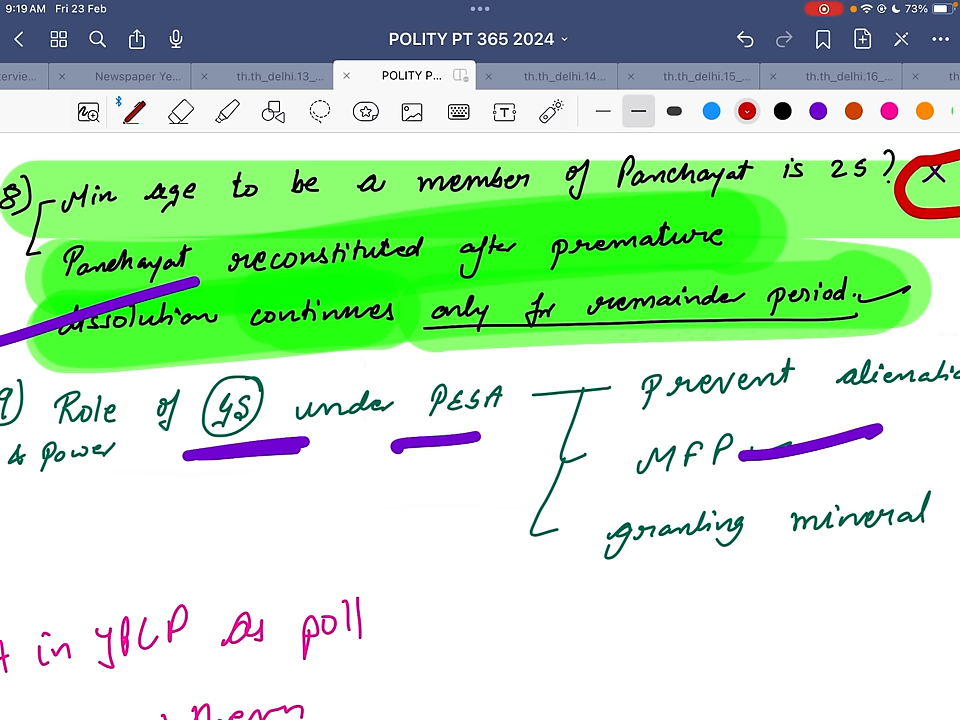 9:19 AM Fri 23 Feb
73%
POLITY PT 365 2024
tervie...
Newspaper Ye...
th.th_delhi.13_...
POLITY P...
th.th_delhi.14...
th.th_delhi.15_...
th.th_delhi.16_...
th
8) Min age to be a member of Panchayat is 25? X
Panchayat reconstituted after premature
dissolution continues only for remainder period.
9) Role of GS under PESA
& Power
prevent alienatio
MFP
granting mineral
in as poll